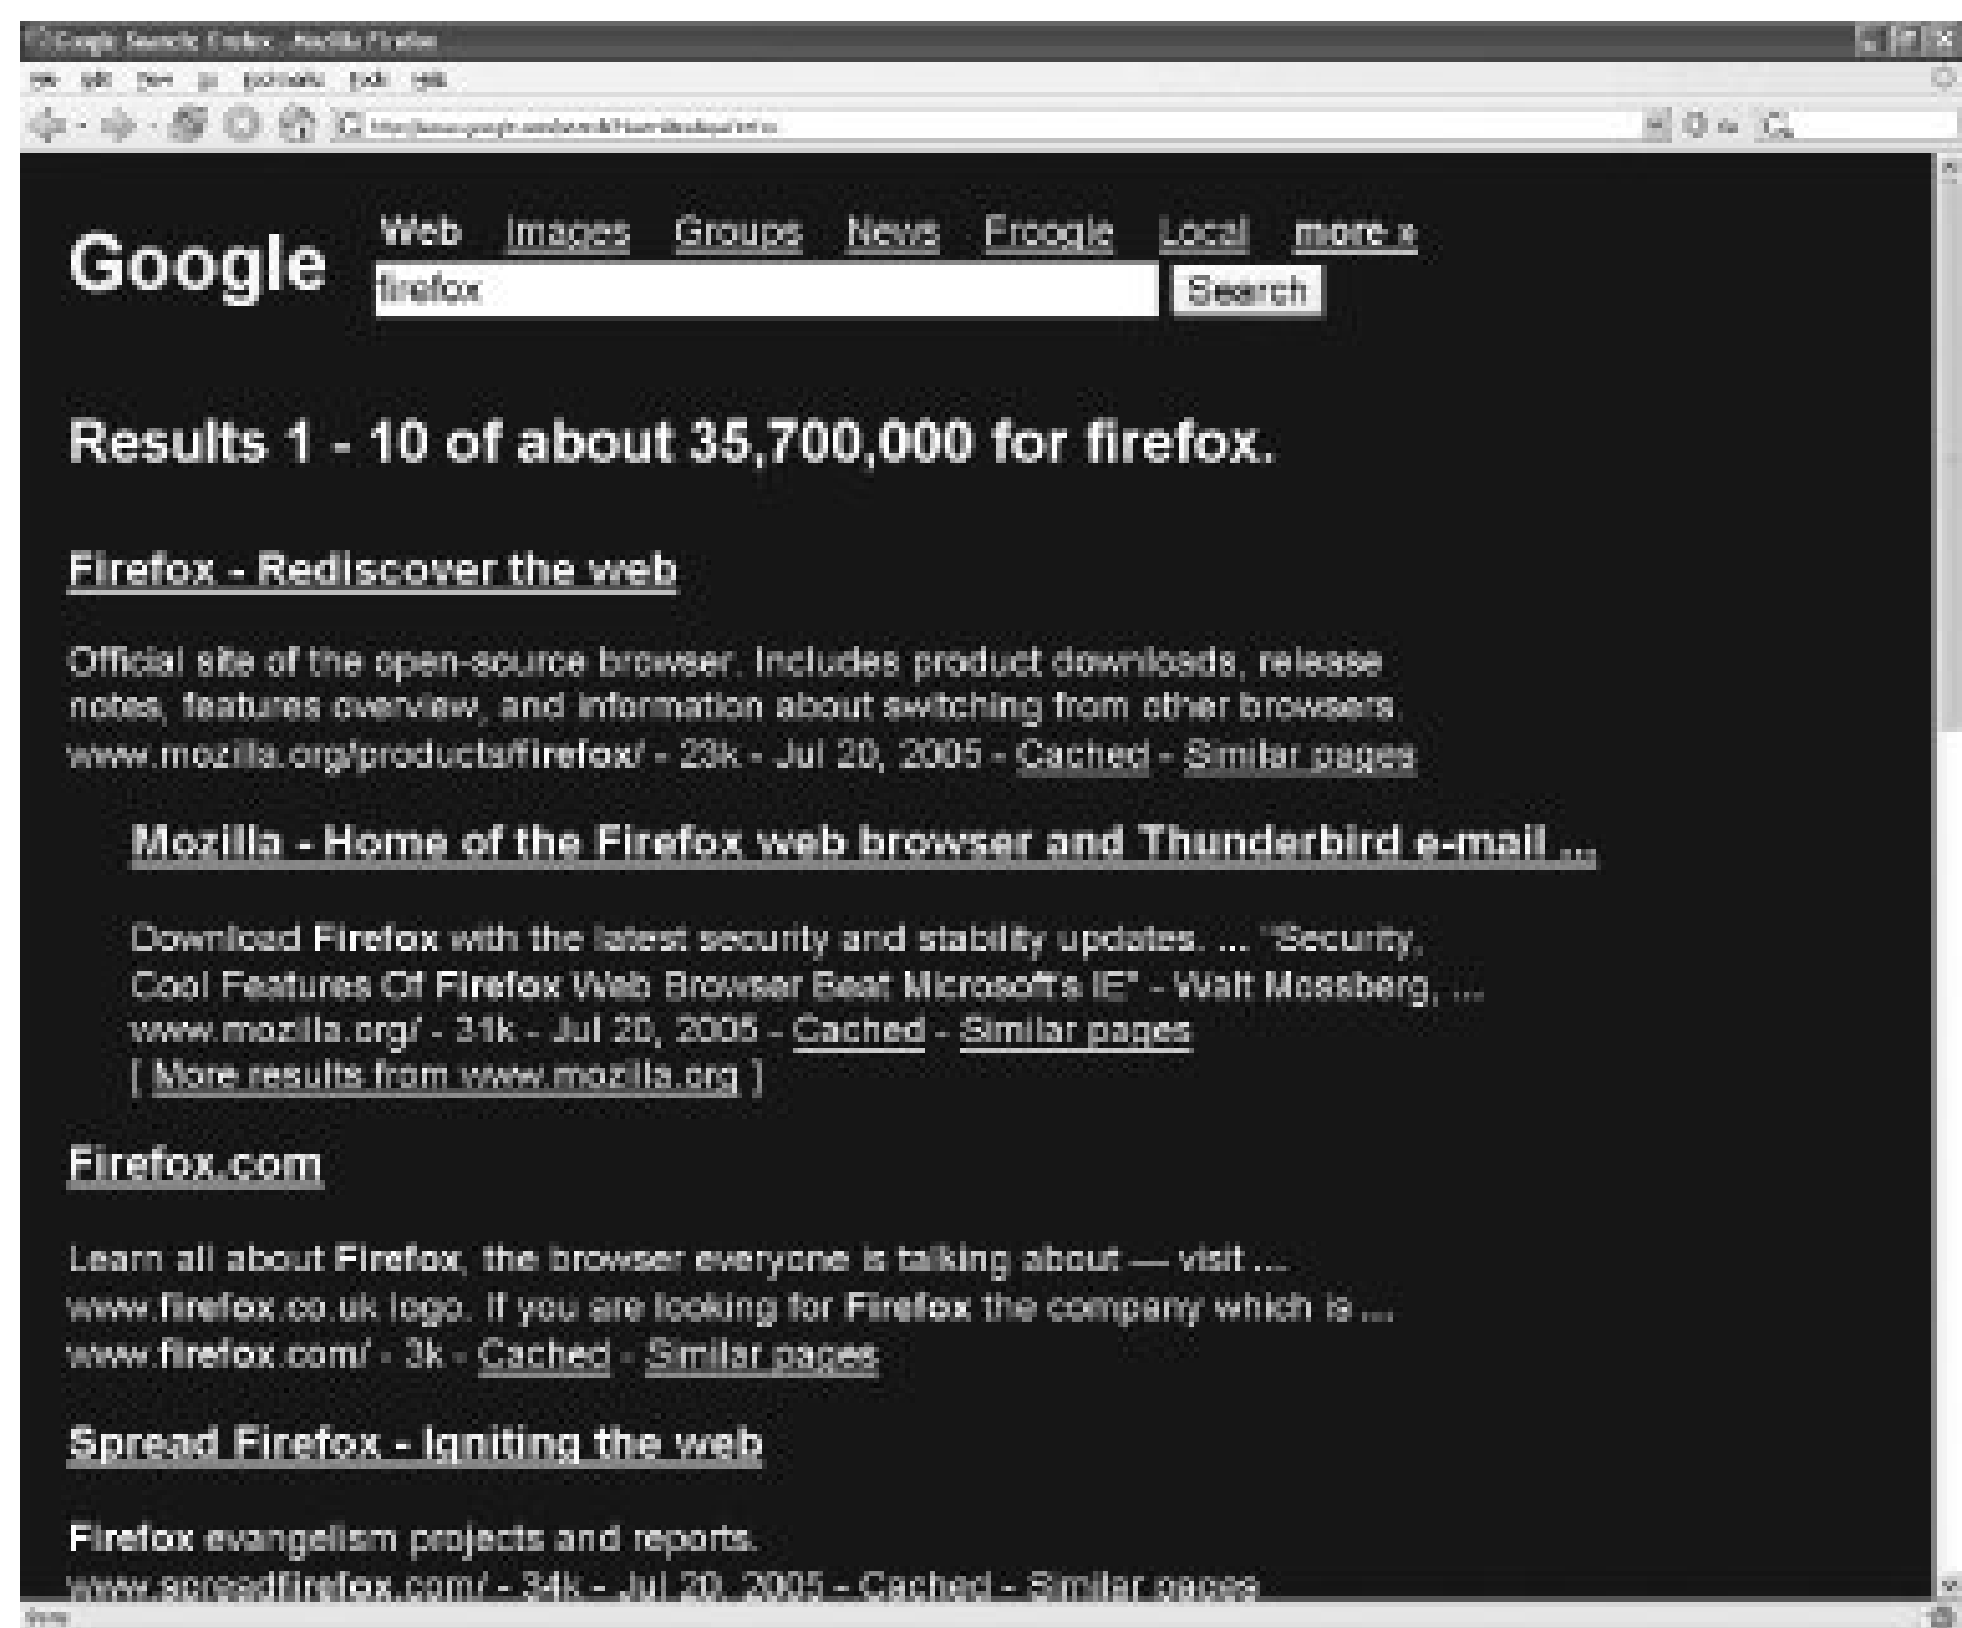 Google Search: firefox - Mozilla Firefox
Web Images Groups News Froogle Local more »
Google
firefox Search
Results 1 - 10 of about 35,700,000 for firefox.
Firefox - Rediscover the web
Official site of the open-source browser. Includes product downloads, release
notes, features overview, and information about switching from other browsers.
www.mozilla.org/products/firefox/ - 23k - Jul 20, 2005 - Cached - Similar pages
Mozilla - Home of the Firefox web browser and Thunderbird e-mail ...
Download Firefox with the latest security and stability updates. ... "Security,
Cool Features Of Firefox Web Browser Beat Microsoft's IE" - Walt Mossberg, ...
www.mozilla.org/ - 31k - Jul 20, 2005 - Cached - Similar pages
[ More results from www.mozilla.org ]
Firefox.com
Learn all about Firefox, the browser everyone is talking about — visit ...
www.firefox.co.uk logo. If you are looking for Firefox the company which is ...
www.firefox.com/ - 3k - Cached - Similar pages
Spread Firefox - Igniting the web
Firefox evangelism projects and reports.
www.spreadfirefox.com/ - 34k - Jul 20, 2005 - Cached - Similar pages